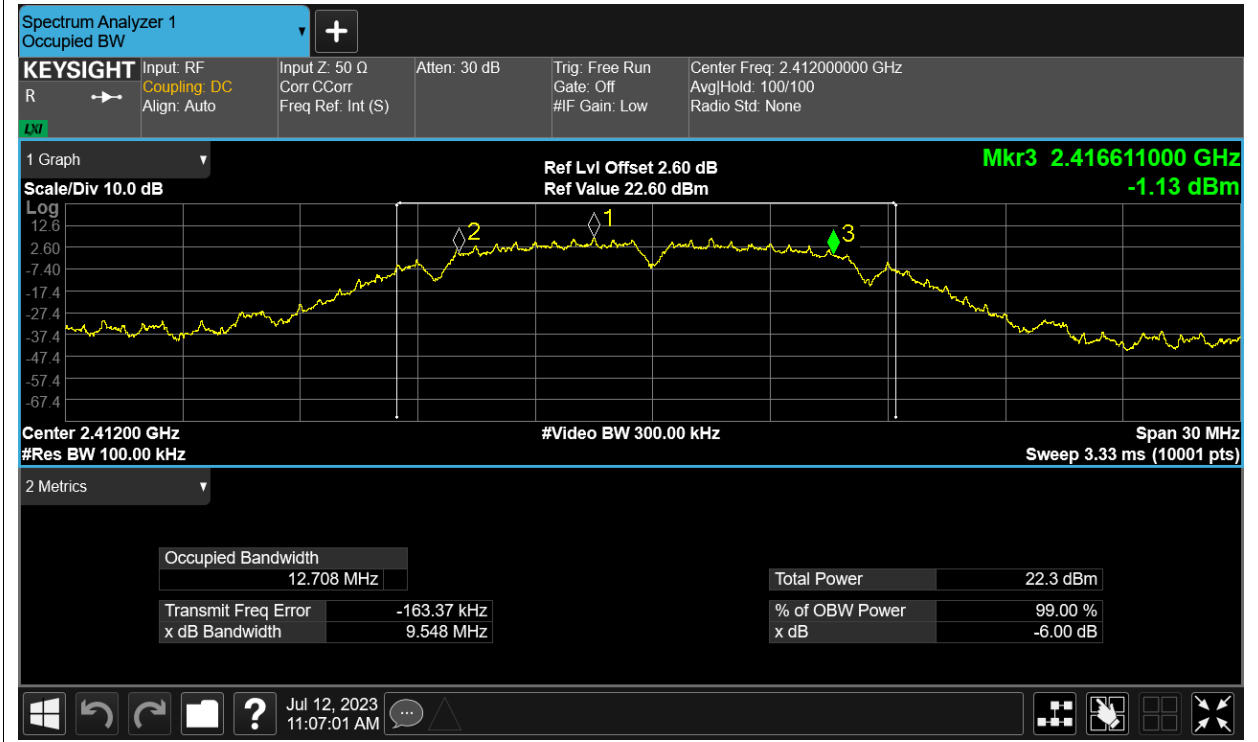 Spectrum Analyzer 1
Occupied BW
KEYSIGHT
R
LXI
Input: RF
Coupling: DC
Align: Auto
Input Z: 50 Ω
Corr CCorr
Freq Ref: Int (S)
Atten: 30 dB
Trig: Free Run
Gate: Off
#IF Gain: Low
Center Freq: 2.412000000 GHz
Avg|Hold: 100/100
Radio Std: None
1 Graph
Scale/Div 10.0 dB
Ref Lvl Offset 2.60 dB
Ref Value 22.60 dBm
Mkr3 2.416611000 GHz
-1.13 dBm
Log
12.6
2.60
-7.40
-17.4
-27.4
-37.4
-47.4
-57.4
-67.4
2
1
3
Center 2.41200 GHz
#Res BW 100.00 kHz
#Video BW 300.00 kHz
Span 30 MHz
Sweep 3.33 ms (10001 pts)
2 Metrics
Occupied Bandwidth
12.708 MHz
Transmit Freq Error -163.37 kHz
x dB Bandwidth 9.548 MHz
Total Power 22.3 dBm
% of OBW Power 99.00 %
x dB -6.00 dB
Jul 12, 2023
11:07:01 AM